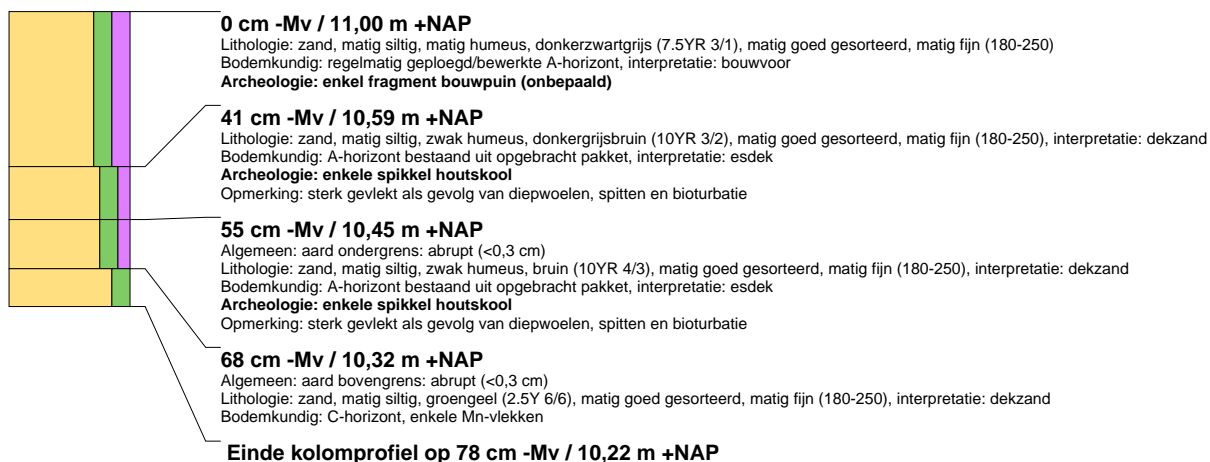 0 cm -Mv / 11,00 m +NAP
Lithologie: zand, matig siltig, matig humeus, donkerzwartgrijs (7.5YR 3/1), matig goed gesorteerd, matig fijn (180-250)
Bodemkundig: regelmatig geploegd/bewerkte A-horizont, interpretatie: bouwvoor
Archeologie: enkel fragment bouwpuin (onbepaald)
41 cm -Mv / 10,59 m +NAP
Lithologie: zand, matig siltig, zwak humeus, donkergrijsbruin (10YR 3/2), matig goed gesorteerd, matig fijn (180-250), interpretatie: dekzand
Bodemkundig: A-horizont bestaand uit opgebracht pakket, interpretatie: esdek
Archeologie: enkele spikkel houtskool
Opmerking: sterk gevlekt als gevolg van diepwoelen, spitten en bioturbatie
55 cm -Mv / 10,45 m +NAP
Algemeen: aard ondergrens: abrupt (<0,3 cm)
Lithologie: zand, matig siltig, zwak humeus, bruin (10YR 4/3), matig goed gesorteerd, matig fijn (180-250), interpretatie: dekzand
Bodemkundig: A-horizont bestaand uit opgebracht pakket, interpretatie: esdek
Archeologie: enkele spikkel houtskool
Opmerking: sterk gevlekt als gevolg van diepwoelen, spitten en bioturbatie
68 cm -Mv / 10,32 m +NAP
Algemeen: aard bovengrens: abrupt (<0,3 cm)
Lithologie: zand, matig siltig, groengeel (2.5Y 6/6), matig goed gesorteerd, matig fijn (180-250), interpretatie: dekzand
Bodemkundig: C-horizont, enkele Mn-vlekken
Einde kolomprofiel op 78 cm -Mv / 10,22 m +NAP